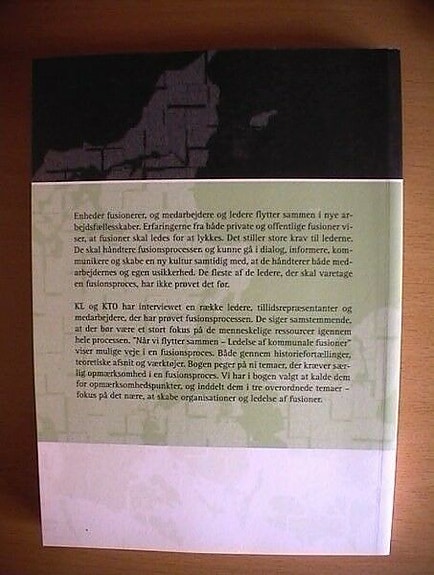 Enheder fusionerer, og medarbejdere og ledere flytter sammen i nye ar-
bejdsfællesskaber. Erfaringerne fra både private og offentlige fusioner vi-
ser, at fusioner skal ledes for at lykkes. Det stiller store krav til lederne.
De skal håndtere fusionsprocessen og kunne gå i dialog, informere, kom-
munikere og skabe en ny kultur samtidig med, at de håndterer både med-
arbejdernes og egen usikkerhed. De fleste af de ledere, der skal varetage
en fusionsproces, har ikke prøvet det før.
KL og KTO har interviewet en række ledere, tillidsrepræsentanter og
medarbejdere, der har prøvet fusionsprocessen. De siger samstemmende,
at der bør være et stort fokus på de menneskelige ressourcer igennem
hele processen. "Når vi flytter sammen – Ledelse af kommunale fusioner"
viser mulige veje i en fusionsproces. Både gennem historiefortællinger,
teoretiske afsnit og værktøjer. Bogen peger på ni temaer, der kræver sær-
lig opmærksomhed i en fusionsproces. Vi har i bogen valgt at kalde dem
for opmærksomhedspunkter, og inddelt dem i tre overordnede temaer –
fokus på det nære, at skabe organisationer og ledelse af fusioner.